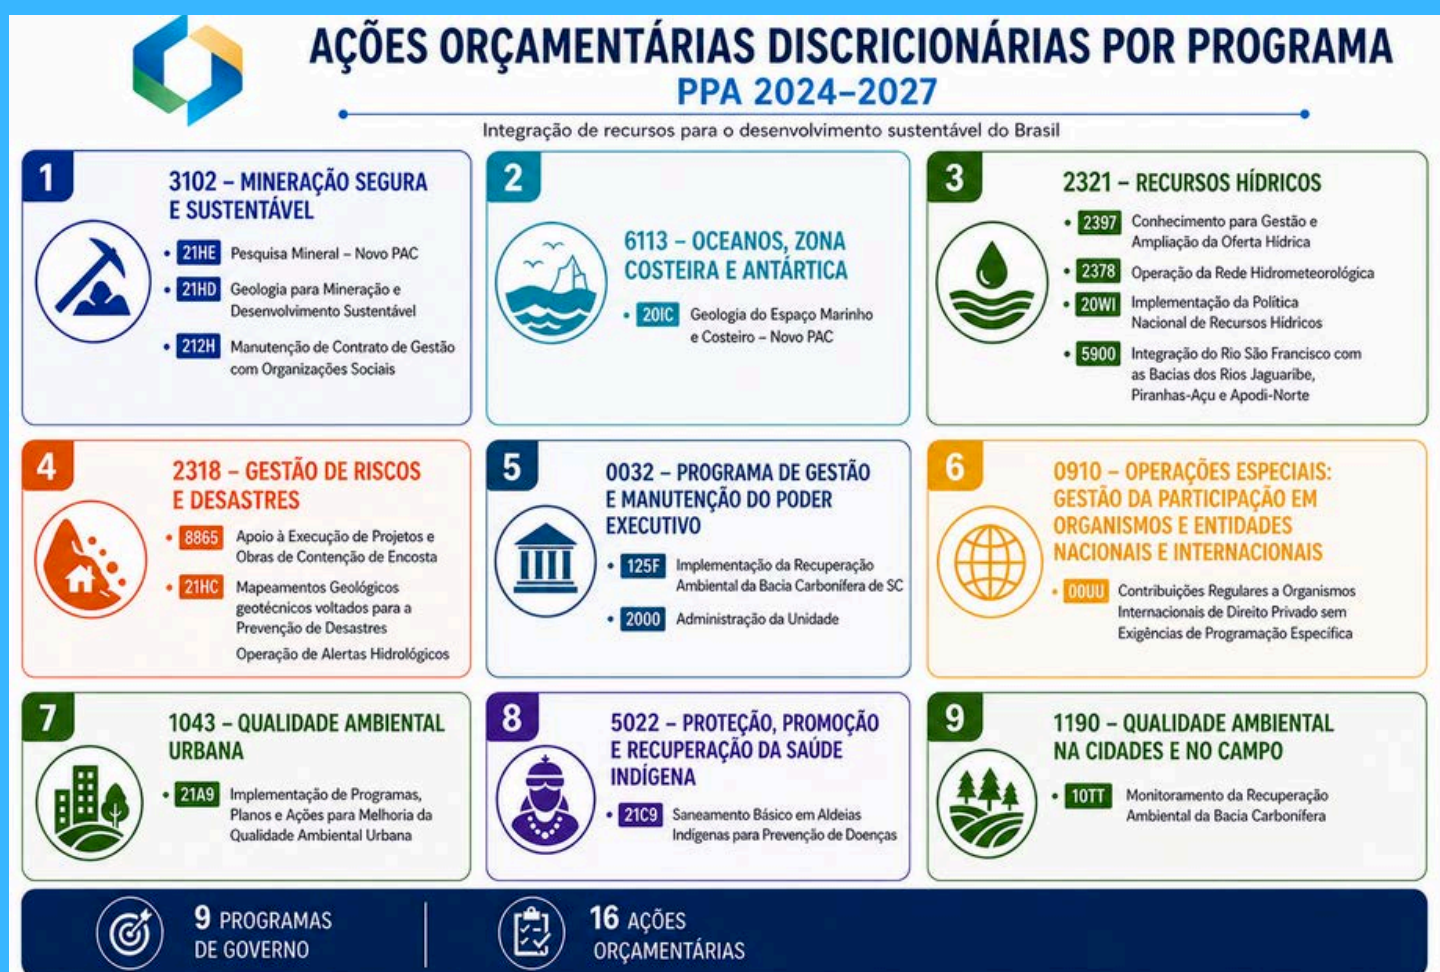 AÇÕES ORÇAMENTÁRIAS DISCRICIONÁRIAS POR PROGRAMA
PPA 2024–2027
Integração de recursos para o desenvolvimento sustentável do Brasil
1
3102 – MINERAÇÃO SEGURA
E SUSTENTÁVEL
• 21HE Pesquisa Mineral – Novo PAC
• 21HD Geologia para Mineração e
Desenvolvimento Sustentável
• 212H Manutenção de Contrato de Gestão
com Organizações Sociais
2
6113 – OCEANOS, ZONA
COSTEIRA E ANTÁRTICA
• 20IC Geologia do Espaço Marinho
e Costeiro – Novo PAC
3
2321 – RECURSOS HÍDRICOS
• 2397 Conhecimento para Gestão e
Ampliação da Oferta Hídrica
• 2378 Operação da Rede Hidrometeorológica
• 20WI Implementação da Política
Nacional de Recursos Hídricos
• 5900 Integração do Rio São Francisco com
as Bacias dos Rios Jaguaribe,
Piranhas-Açu e Apodi-Norte
4
2318 – GESTÃO DE RISCOS
E DESASTRES
• 8865 Apoio à Execução de Projetos e
Obras de Contenção de Encosta
• 21HC Mapeamentos Geológicos
geotécnicos voltados para a
Prevenção de Desastres
Operação de Alertas Hidrológicos
5
0032 – PROGRAMA DE GESTÃO
E MANUTENÇÃO DO PODER
EXECUTIVO
• 125F Implementação da Recuperação
Ambiental da Bacia Carbonífera de SC
• 2000 Administração da Unidade
6
0910 – OPERAÇÕES ESPECIAIS:
GESTÃO DA PARTICIPAÇÃO EM
ORGANISMOS E ENTIDADES
NACIONAIS E INTERNACIONAIS
• 00UU Contribuições Regulares a Organismos
Internacionais de Direito Privado sem
Exigências de Programação Específica
7
1043 – QUALIDADE AMBIENTAL
URBANA
• 21A9 Implementação de Programas,
Planos e Ações para Melhoria da
Qualidade Ambiental Urbana
8
5022 – PROTEÇÃO, PROMOÇÃO
E RECUPERAÇÃO DA SAÚDE
INDÍGENA
• 21C9 Saneamento Básico em Aldeias
Indígenas para Prevenção de Doenças
9
1190 – QUALIDADE AMBIENTAL
NA CIDADES E NO CAMPO
• 10TT Monitoramento da Recuperação
Ambiental da Bacia Carbonífera
9 PROGRAMAS
DE GOVERNO
16 AÇÕES
ORÇAMENTÁRIAS